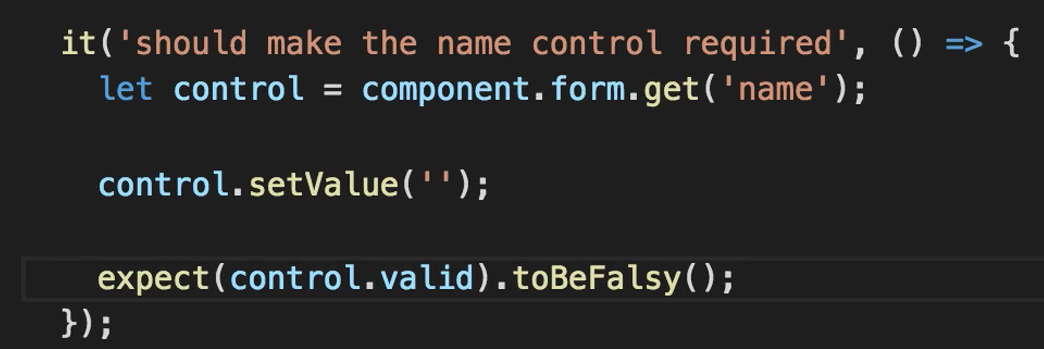 it('should make the name control required', () => {
  let control = component.form.get('name');

  control.setValue('');

  expect(control.valid).toBeFalsy();
});